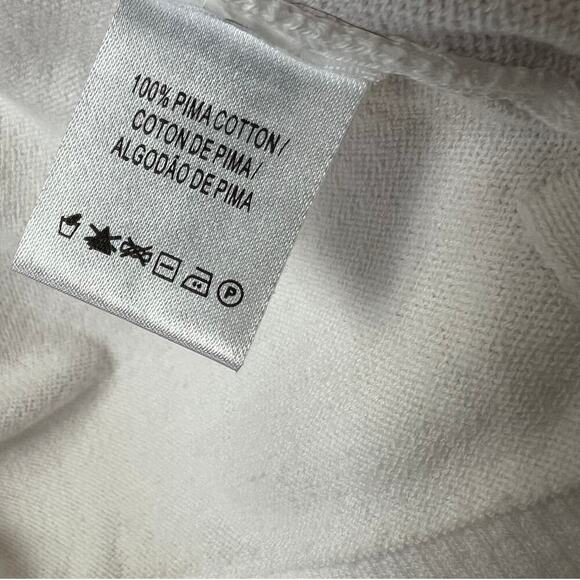 100% PIMA COTTON/
COTON DE PIMA/
ALGODÃO DE PIMA
P